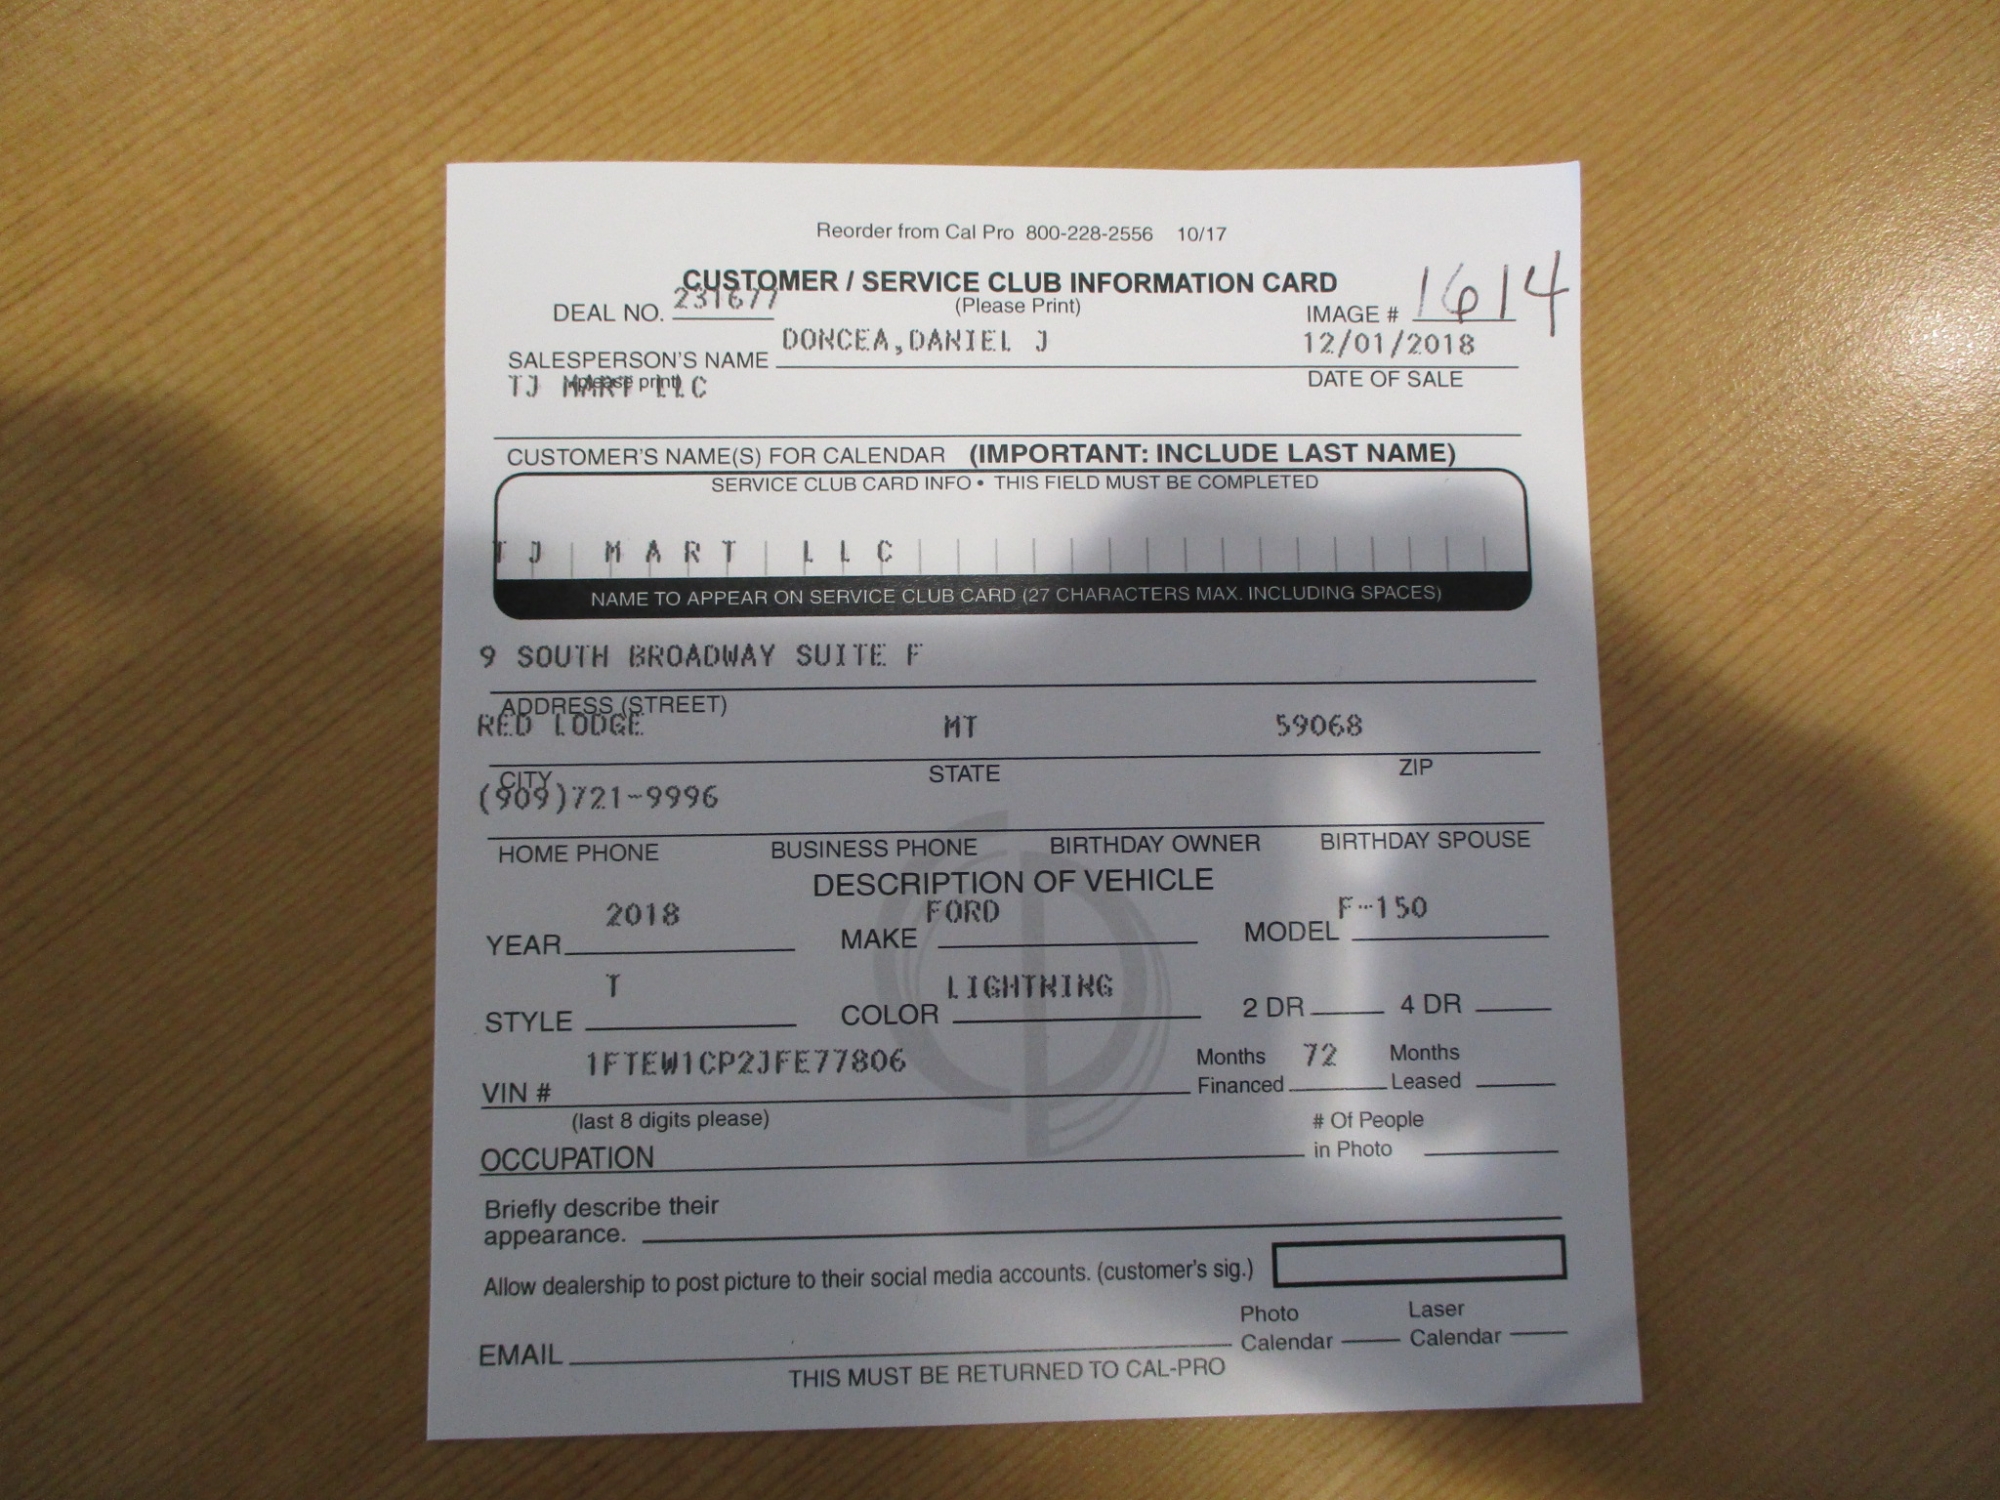 Reorder from Cal Pro 800-228-2556 10/17
CUSTOMER / SERVICE CLUB INFORMATION CARD
DEAL NO. 231677 (Please Print) IMAGE # 1614
SALESPERSON'S NAME DONCEA,DANIEL J 12/01/2018
(please print) DATE OF SALE
TJ MART LLC
CUSTOMER'S NAME(S) FOR CALENDAR (IMPORTANT: INCLUDE LAST NAME)
SERVICE CLUB CARD INFO • THIS FIELD MUST BE COMPLETED
TJ MART LLC
NAME TO APPEAR ON SERVICE CLUB CARD (27 CHARACTERS MAX. INCLUDING SPACES)
9 SOUTH BROADWAY SUITE F
ADDRESS (STREET)
RED LODGE MT 59068
CITY STATE ZIP
(909)721-9996
HOME PHONE BUSINESS PHONE BIRTHDAY OWNER BIRTHDAY SPOUSE
DESCRIPTION OF VEHICLE
YEAR 2018 MAKE FORD MODEL F-150
STYLE T COLOR LIGHTNING 2 DR 4 DR
VIN # 1FTEW1CP2JFE77806 Months Financed 72 Months Leased
(last 8 digits please)
OCCUPATION # Of People in Photo
Briefly describe their
appearance.
Allow dealership to post picture to their social media accounts. (customer's sig.)
EMAIL Photo Calendar Laser Calendar
THIS MUST BE RETURNED TO CAL-PRO